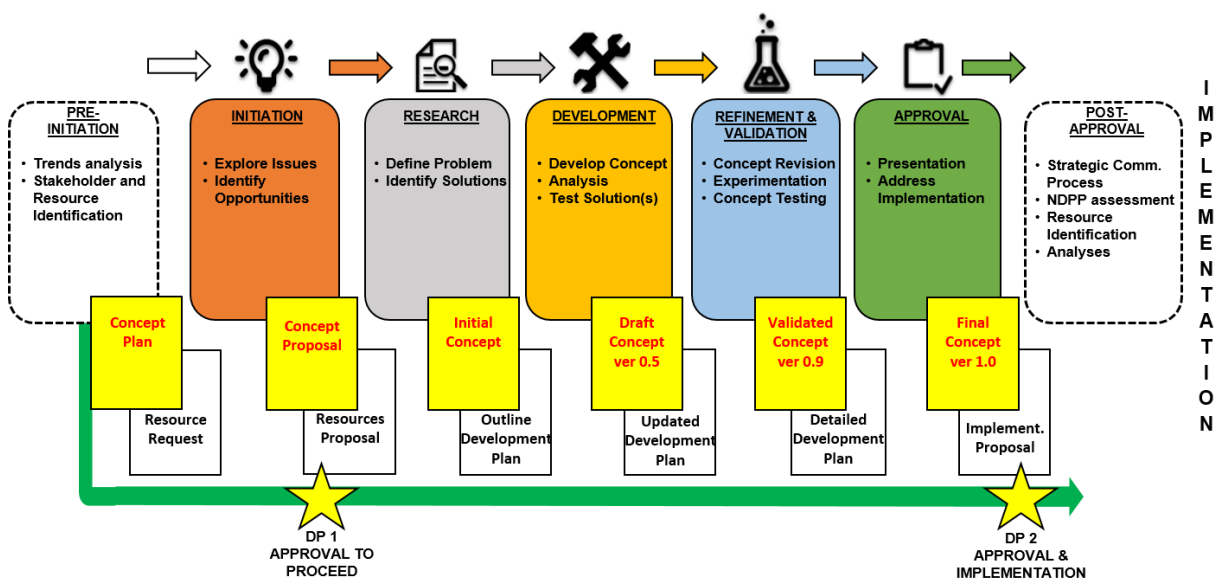 PRE-
INITIATION
• Trends analysis
• Stakeholder and
Resource
Identification
INITIATION
• Explore Issues
• Identify
Opportunities
RESEARCH
• Define Problem
• Identify Solutions
DEVELOPMENT
• Develop Concept
• Analysis
• Test Solution(s)
REFINEMENT &
VALIDATION
• Concept Revision
• Experimentation
• Concept Testing
APPROVAL
• Presentation
• Address
Implementation
POST-
APPROVAL
• Strategic Comm.
Process
• NDPP assessment
• Resource
Identification
• Analyses
IMPLEMENTATION
Concept
Plan
Resource
Request
Concept
Proposal
Resources
Proposal
Initial
Concept
Outline
Development
Plan
Draft
Concept
ver 0.5
Updated
Development
Plan
Validated
Concept
ver 0.9
Detailed
Development
Plan
Final
Concept
ver 1.0
Implement.
Proposal
DP 1
APPROVAL TO
PROCEED
DP 2
APPROVAL &
IMPLEMENTATION